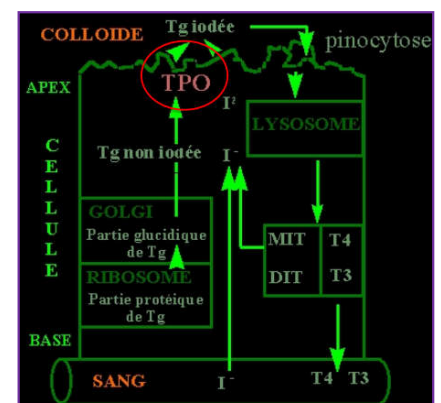 Tg iodée
COLLOIDE
pinocytose
TPO
APEX
I²
LYSOSOME
CELLULE
Tg non iodée
I⁻
GOLGI
Partie glucidique
de Tg
MIT T4
DIT T3
RIBOSOME
Partie protéique
de Tg
BASE
SANG
I⁻
T4 T3